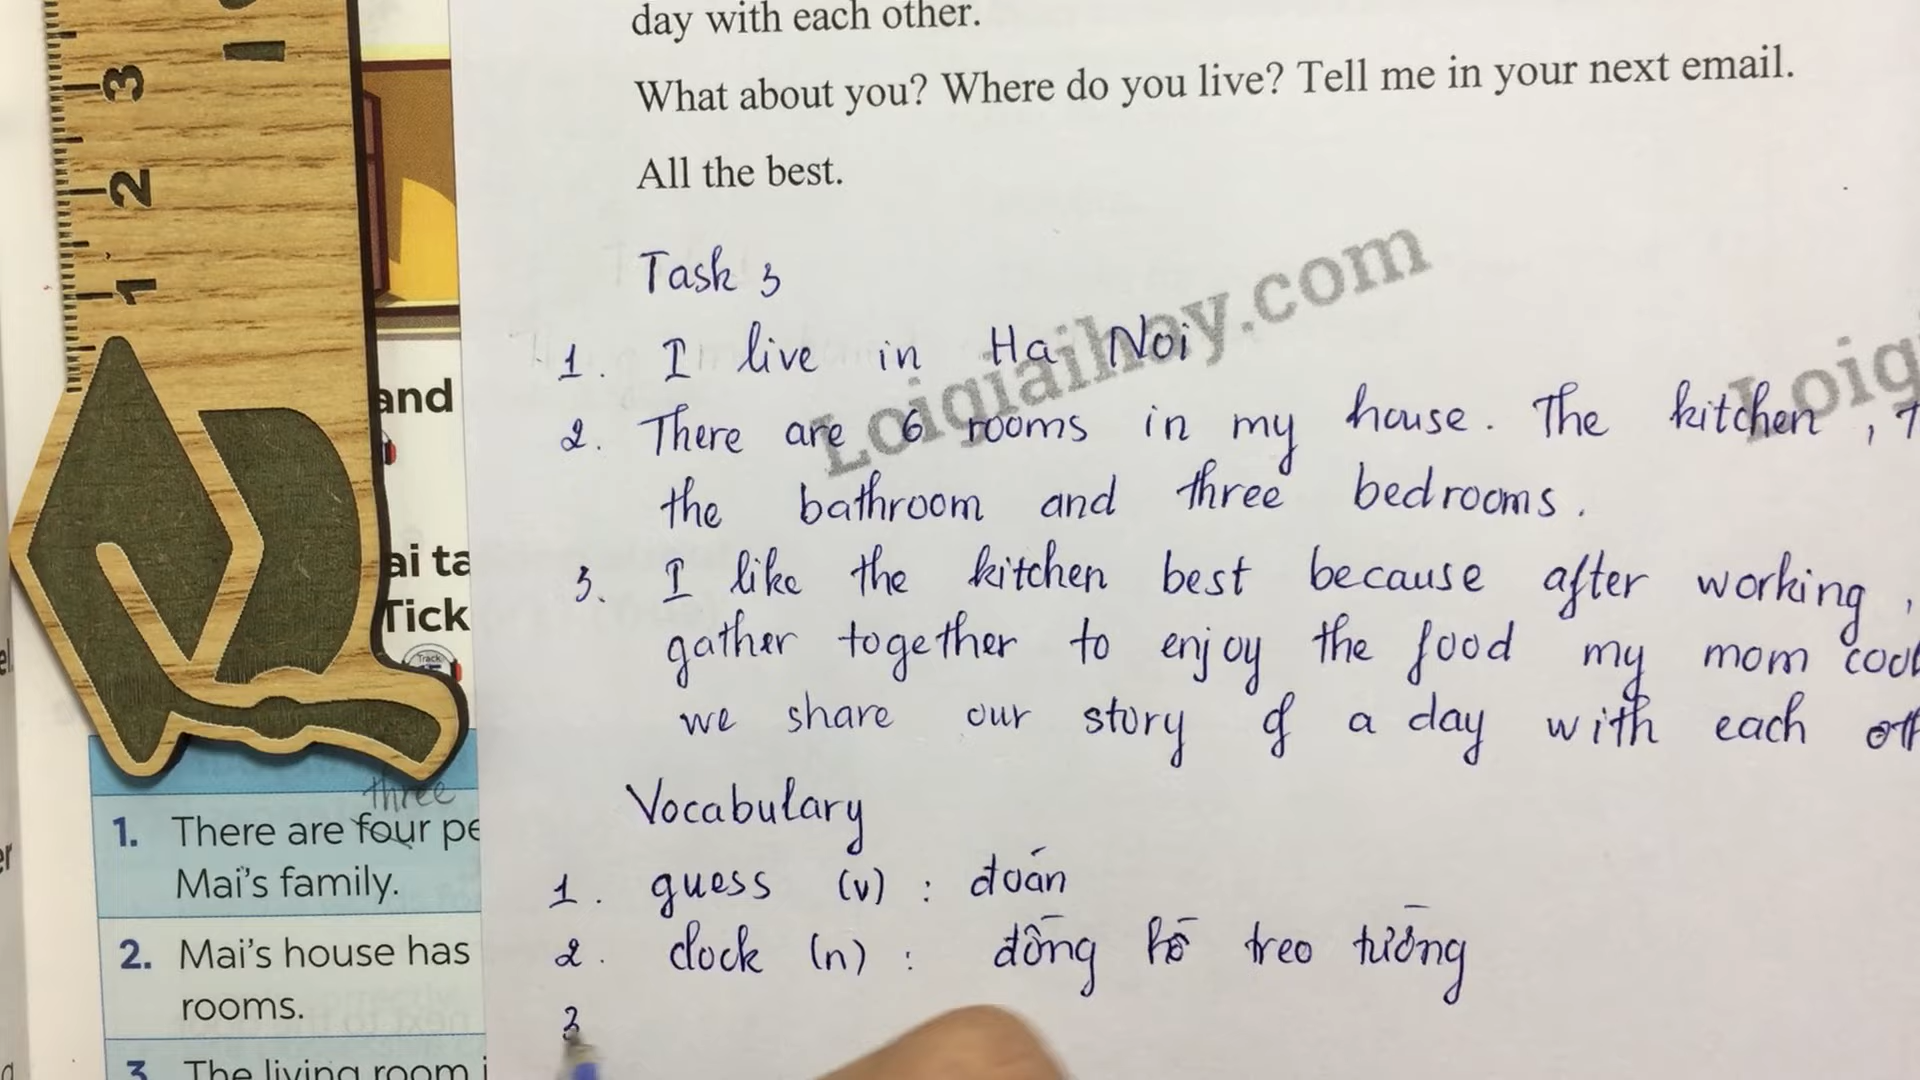 3
2
1
and
ai ta
Tick
Track
three
1. There are four pe
Mai's family.
2. Mai's house has
rooms.
3 The living room i
day with each other.
What about you? Where do you live? Tell me in your next email.
All the best.
Loigiaihay.com
Loig
Task 3
1. I live in Ha Noi
2. There are 6 rooms in my house. The kitchen,
the bathroom and three bedrooms.
3. I like the kitchen best because after working,
gather together to enjoy the food my mom
we share our story of a day with each
Vocabulary
1. guess (v) : đoán
2. clock (n) : đồng hồ treo tường
3